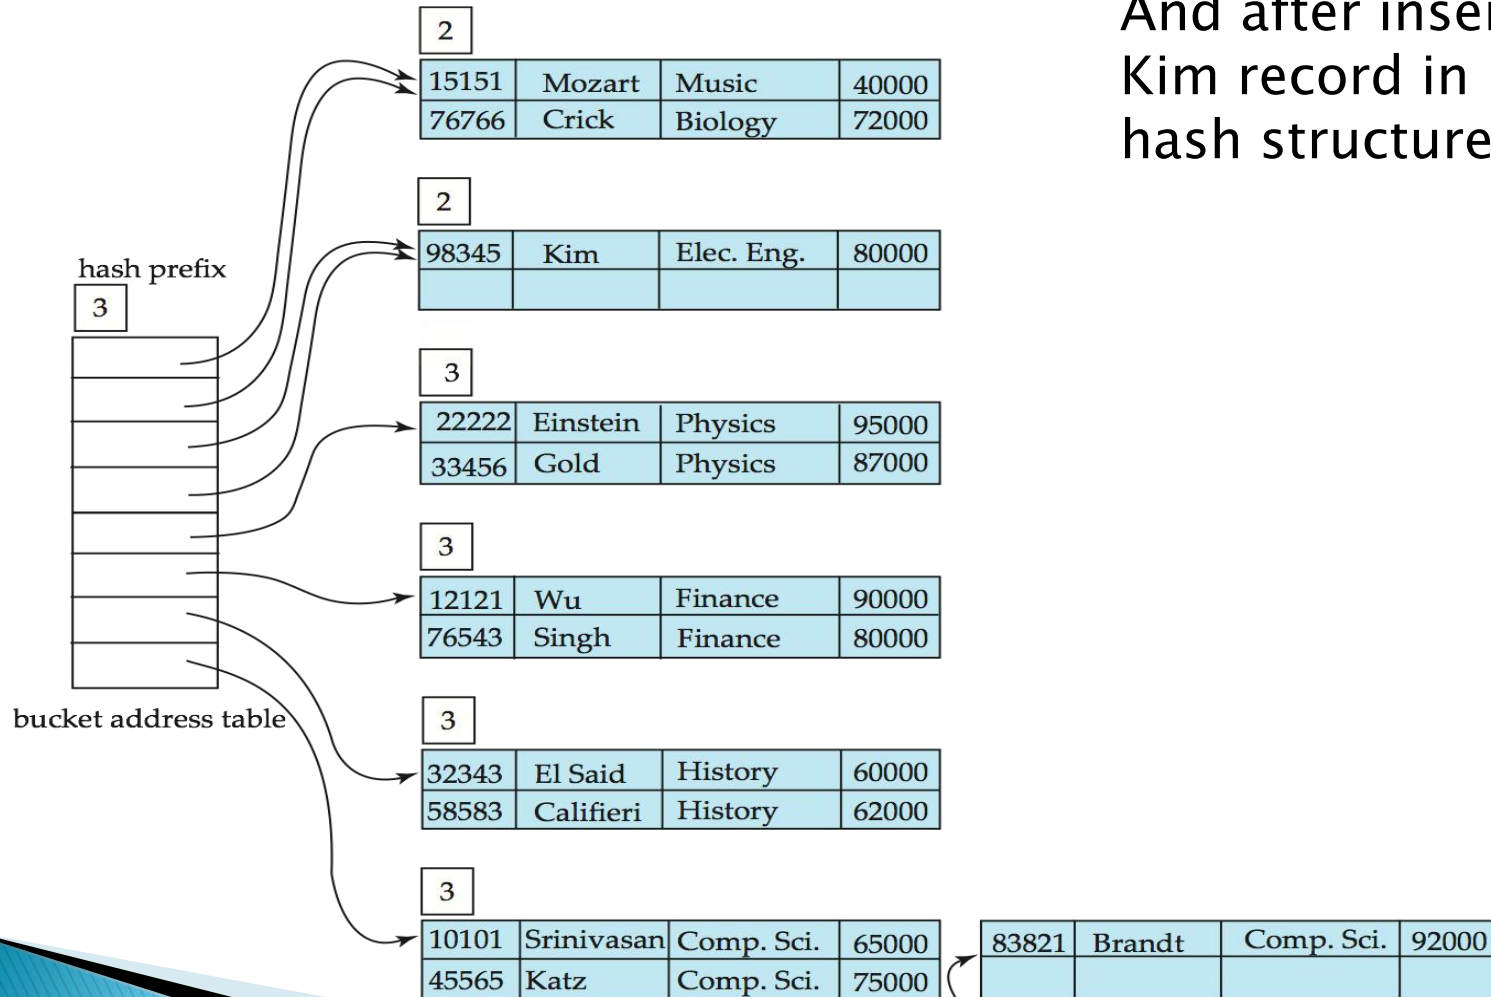 And after inser
Kim record in
hash structure
2
15151 Mozart Music 40000
76766 Crick Biology 72000
2
98345 Kim Elec. Eng. 80000
hash prefix
3
3
22222 Einstein Physics 95000
33456 Gold Physics 87000
3
12121 Wu Finance 90000
76543 Singh Finance 80000
bucket address table
3
32343 El Said History 60000
58583 Califieri History 62000
3
10101 Srinivasan Comp. Sci. 65000
45565 Katz Comp. Sci. 75000
83821 Brandt Comp. Sci. 92000